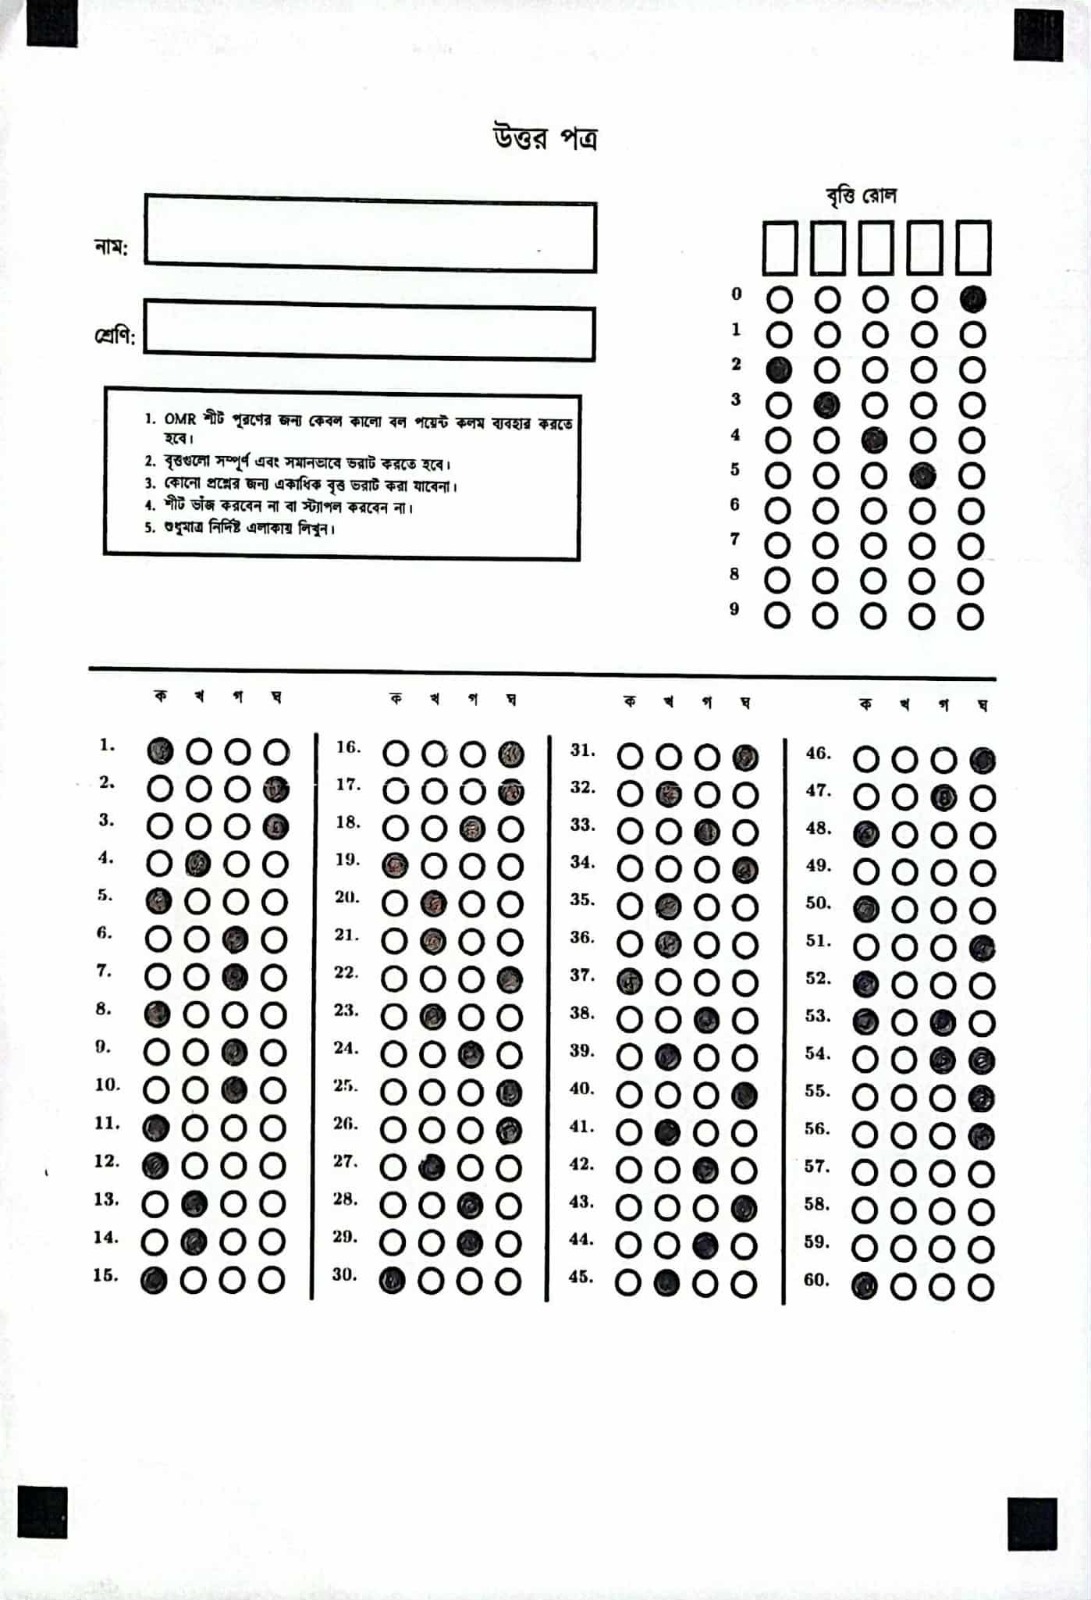 উত্তর পত্র
বৃত্তি রোল
নাম:
শ্রেণি:
0
1
2
3
4
5
6
7
8
9
1. OMR শীট পূরণের জন্য কেবল কালো বল পয়েন্ট কলম ব্যবহার করতে
হবে।
2. বৃত্তগুলো সম্পূর্ণ এবং সমানভাবে ভরাট করতে হবে।
3. কোনো প্রশ্নের জন্য একাধিক বৃত্ত ভরাট করা যাবেনা।
4. শীট ভাঁজ করবেন না বা স্ট্যাপল করবেন না।
5. শুধুমাত্র নির্দিষ্ট এলাকায় লিখুন।
ক খ গ ঘ ক খ গ ঘ ক খ গ ঘ ক খ গ ঘ
1. 16. 31. 46.
2. 17. 32. 47.
3. 18. 33. 48.
4. 19. 34. 49.
5. 20. 35. 50.
6. 21. 36. 51.
7. 22. 37. 52.
8. 23. 38. 53.
9. 24. 39. 54.
10. 25. 40. 55.
11. 26. 41. 56.
12. 27. 42. 57.
13. 28. 43. 58.
14. 29. 44. 59.
15. 30. 45. 60.